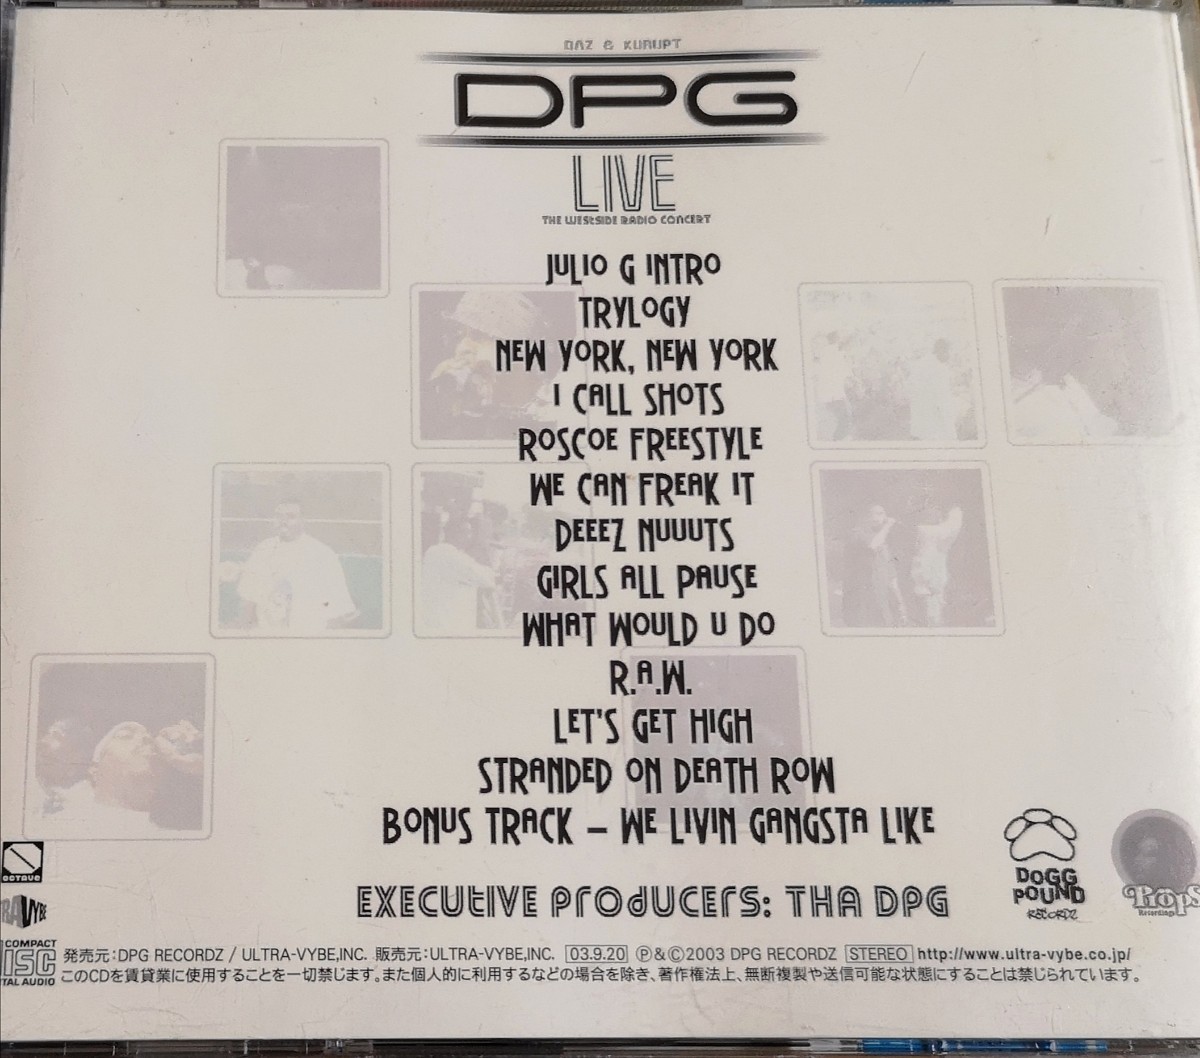 DAZ & KURUPT
DPG
LIVE
THE WESTSIDE RADIO CONCERT
JULIO G INTRO
TRYLOGY
NEW YORK, NEW YORK
I CALL SHOTS
ROSCOE FREESTYLE
WE CAN FREAK IT
DEEEZ NUUUTS
GIRLS ALL PAUSE
WHAT WOULD U DO
R.A.W.
LET'S GET HIGH
STRANDED ON DEATH ROW
BONUS TRACK – WE LIVIN GANGSTA LIKE
EXECUTIVE PRODUCERS: THA DPG
OCTAVE
DOGG
POUND
RECORDZ
Props
Recordings
COMPACT
発売元:DPG RECORDZ / ULTRA-VYBE,INC. 販売元:ULTRA-VYBE,INC. 03.9.20 Ⓟ&Ⓒ2003 DPG RECORDZ STEREO http://www.ultra-vybe.co.jp/
このCDを賃貸業に使用することを一切禁じます。また個人的に利用するなどの場合を除き、著作権法上、無断複製や送信可能な状態にすることは禁じられています。